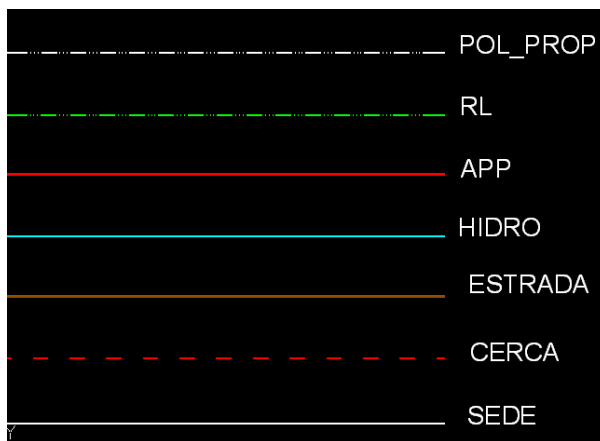 POL_PROP
RL
APP
HIDRO
ESTRADA
CERCA
SEDE
Y